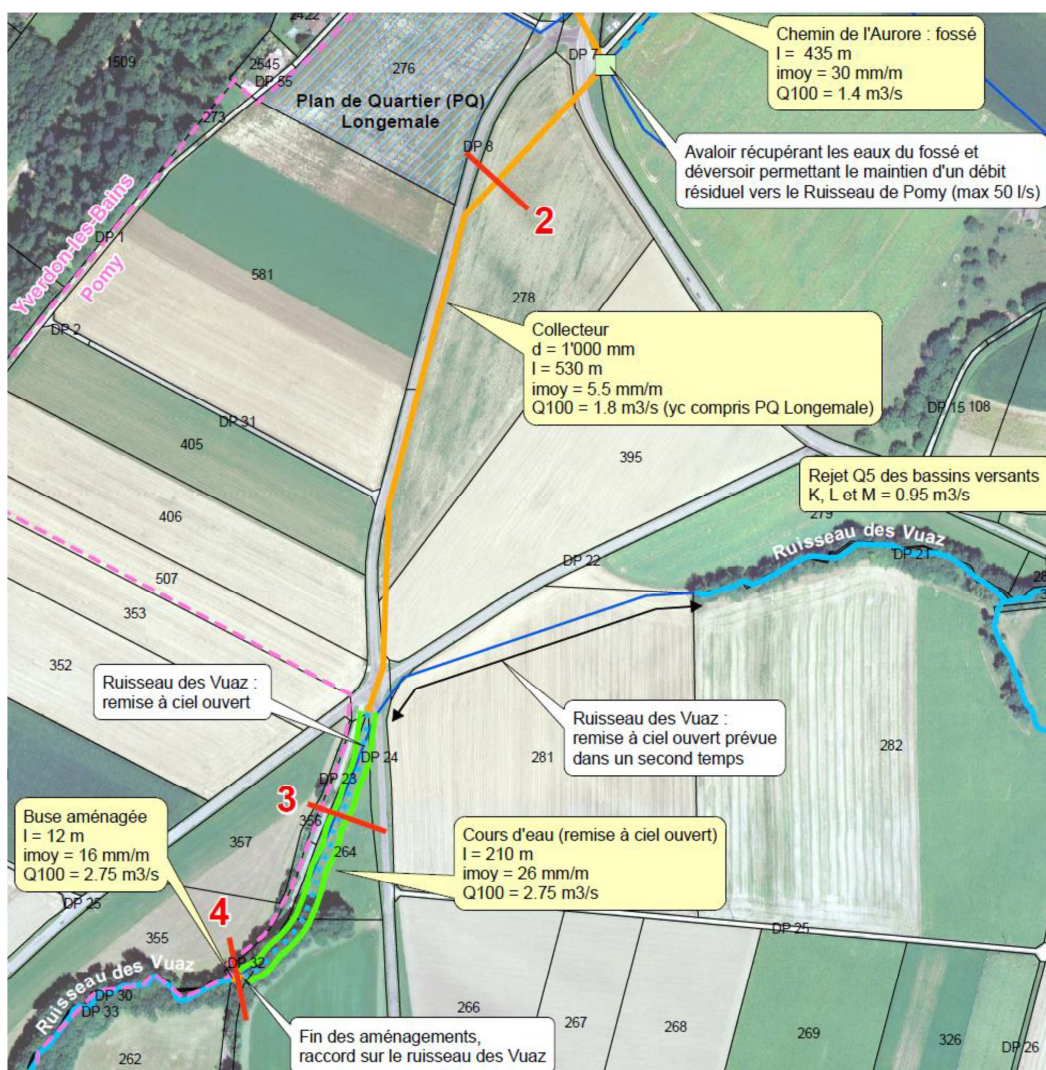 2422
1509
2545
DP 55
276
DP 7
Chemin de l'Aurore : fossé
l = 435 m
imoy = 30 mm/m
Q100 = 1.4 m3/s
Plan de Quartier (PQ)
Longemale
273
DP 8
Avaloir récupérant les eaux du fossé et
déversoir permettant le maintien d'un débit
résiduel vers le Ruisseau de Pomy (max 50 l/s)
2
Yverdon-les-Bains
Pomy
DP 1
581
278
DP 2
Collecteur
d = 1'000 mm
l = 530 m
imoy = 5.5 mm/m
Q100 = 1.8 m3/s (yc compris PQ Longemale)
DP 31
DP 15
108
405
395
Rejet Q5 des bassins versants
K, L et M = 0.95 m3/s
279
406
Ruisseau des Vuaz
DP 21
DP 22
507
353
352
Ruisseau des Vuaz :
remise à ciel ouvert
Ruisseau des Vuaz :
remise à ciel ouvert prévue
dans un second temps
281
282
DP 24
DP 23
3
356
Buse aménagée
l = 12 m
imoy = 16 mm/m
Q100 = 2.75 m3/s
357
264
Cours d'eau (remise à ciel ouvert)
l = 210 m
imoy = 26 mm/m
Q100 = 2.75 m3/s
DP 25
4
355
DP 25
Ruisseau des Vuaz
DP 32
DP 30
DP 33
266
267
268
269
326
DP 26
262
Fin des aménagements,
raccord sur le ruisseau des Vuaz